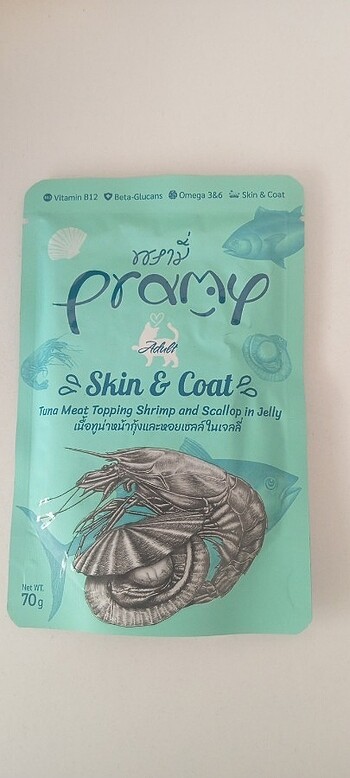 Vitamin B12 Beta-Glucans Omega 3&6 Skin & Coat
พรามี่
pramy
Adult
Skin & Coat
Tuna Meat Topping Shrimp and Scallop in Jelly
เนื้อทูน่าหน้ากุ้งและหอยเชลล์ในเจลลี่
Net WT.
70g